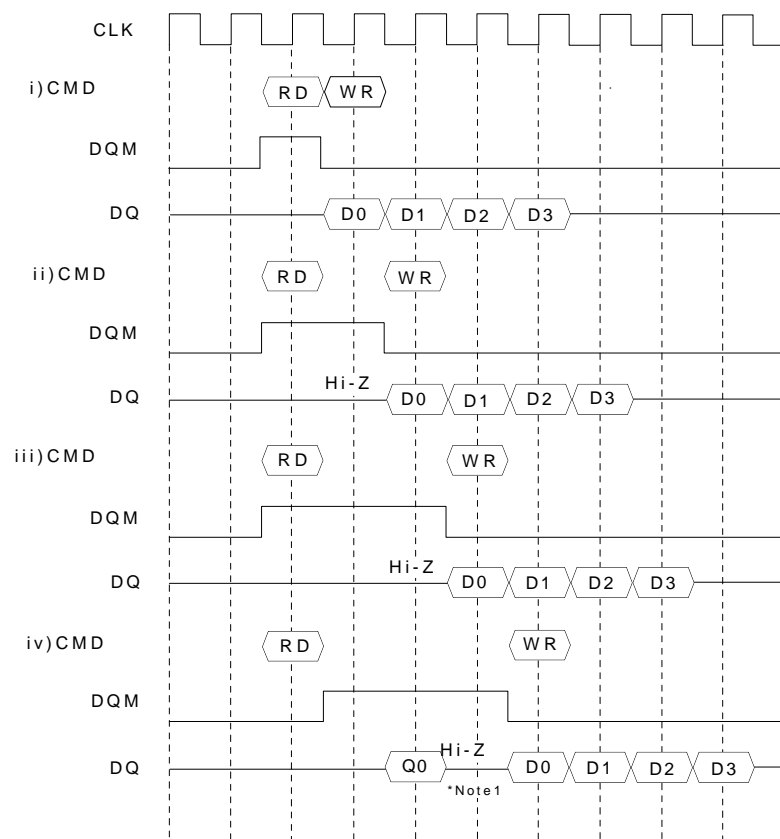 CLK
i)CMD RD WR
DQM
DQ D0 D1 D2 D3
ii)CMD RD WR
DQM
Hi-Z
DQ D0 D1 D2 D3
iii)CMD RD WR
DQM
Hi-Z
DQ D0 D1 D2 D3
iv)CMD RD WR
DQM
Hi-Z
DQ Q0 D0 D1 D2 D3
*Note1